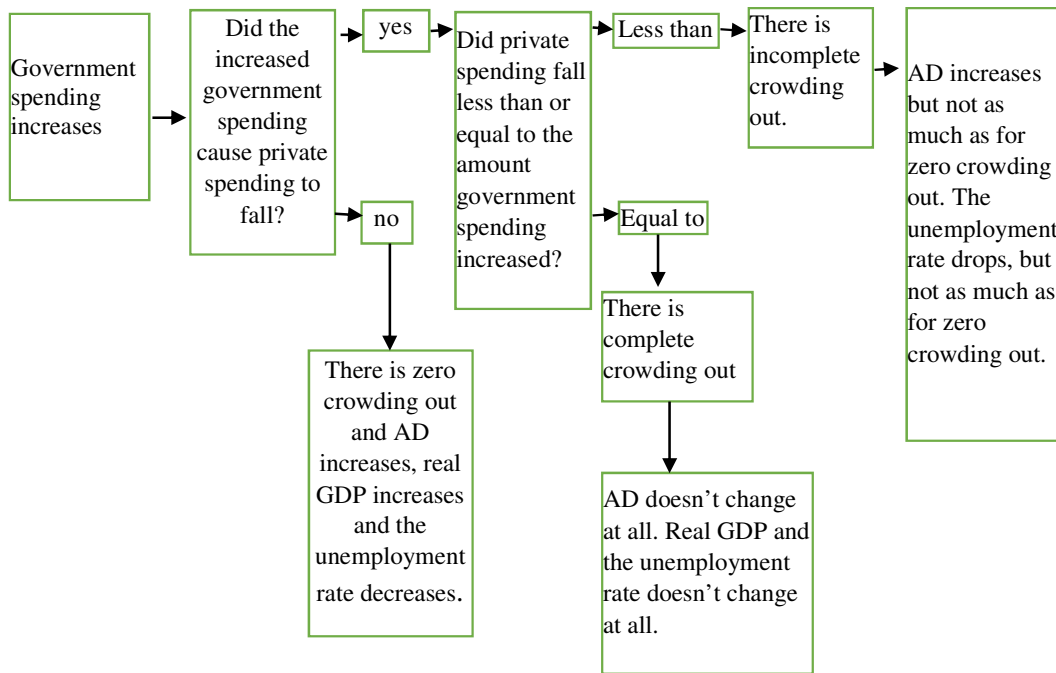 Government
spending
increases
Did the
increased
government
spending
cause private
spending to
fall?
yes
no
There is zero
crowding out
and AD
increases, real
GDP increases
and the
unemployment
rate decreases.
Did private
spending fall
less than or
equal to the
amount
government
spending
increased?
Less than
There is
incomplete
crowding
out.
AD increases
but not as
much as for
zero crowding
out. The
unemployment
rate drops, but
not as much as
for zero
crowding out.
Equal to
There is
complete
crowding out
AD doesn’t change
at all. Real GDP and
the unemployment
rate doesn’t change
at all.